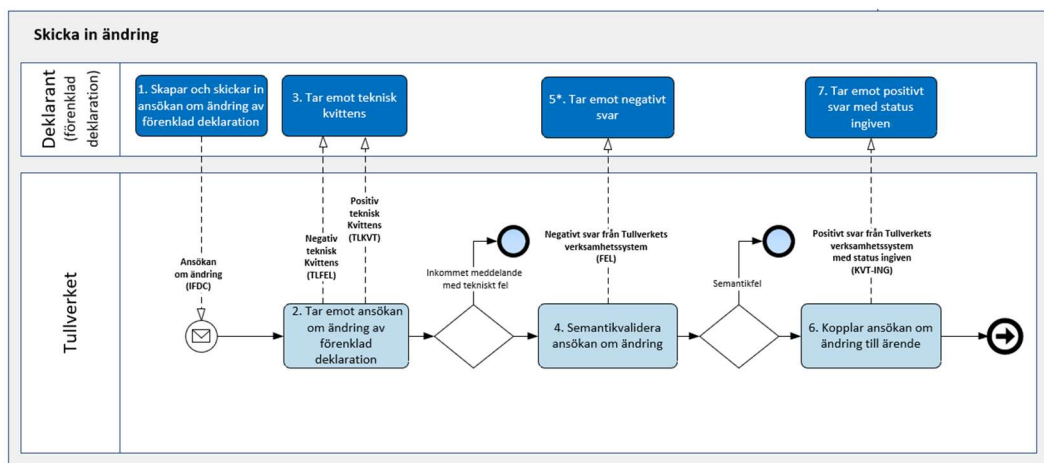 Skicka in ändring
Deklarant
(förenklad
deklaration)
1. Skapar och skickar in
ansökan om ändring av
förenklad deklaration
3. Tar emot teknisk
kvittens
5*. Tar emot negativt
svar
7. Tar emot positivt
svar med status
ingiven
Tullverket
Ansökan
om ändring
(IFDC)
Negativ
teknisk
Kvittens
(TLFEL)
Positiv
teknisk
Kvittens
(TLKVT)
Inkommet meddelande
med tekniskt fel
Negativt svar från Tullverkets
verksamhetssystem
(FEL)
Semantikfel
Positivt svar från Tullverkets
verksamhetssystem
med status ingiven
(KVT-ING)
2. Tar emot ansökan
om ändring av
förenklad
deklaration
4. Semantikvalidera
ansökan om ändring
6. Kopplar ansökan om
ändring till ärende